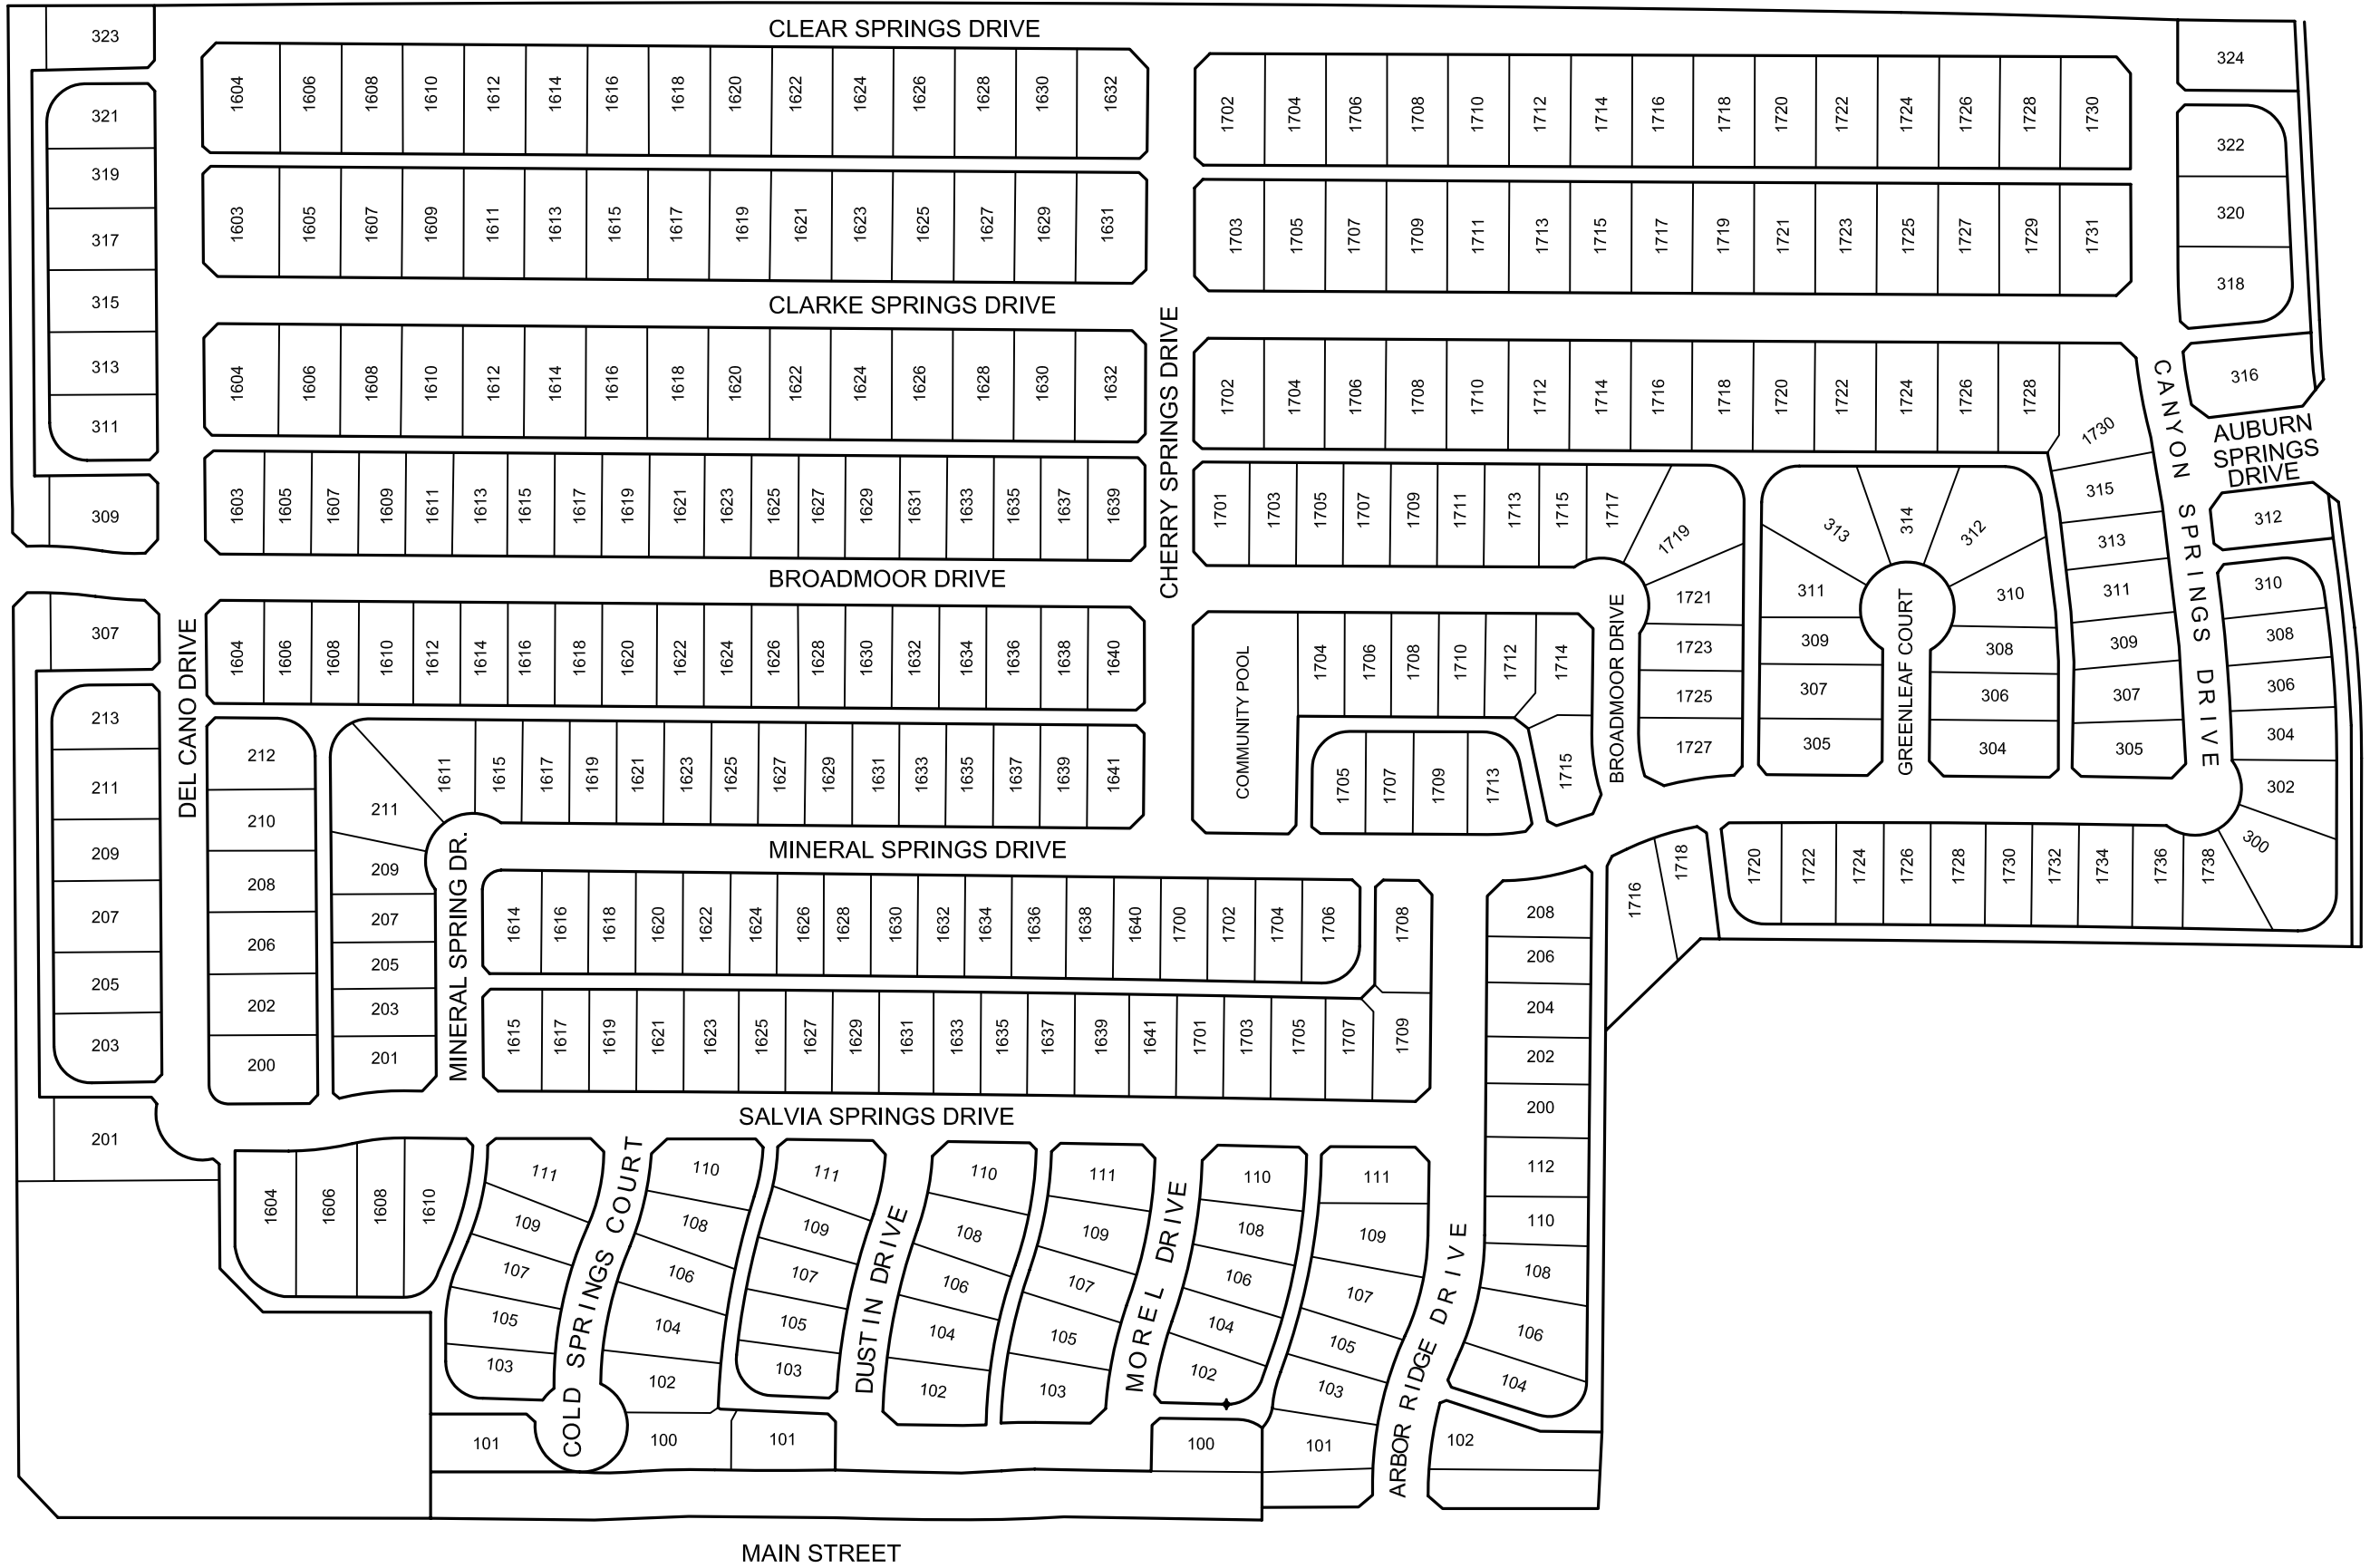 CLEAR SPRINGS DRIVE
323
324
1604 1606 1608 1610 1612 1614 1616 1618 1620 1622 1624 1626 1628 1630 1632
1702 1704 1706 1708 1710 1712 1714 1716 1718 1720 1722 1724 1726 1728 1730
321
319
317
315
313
311
309
322
320
318
316
1603 1605 1607 1609 1611 1613 1615 1617 1619 1621 1623 1625 1627 1629 1631
1703 1705 1707 1709 1711 1713 1715 1717 1719 1721 1723 1725 1727 1729 1731
CLARKE SPRINGS DRIVE
CHERRY SPRINGS DRIVE
CANYON SPRINGS DRIVE
AUBURN
SPRINGS
DRIVE
1604 1606 1608 1610 1612 1614 1616 1618 1620 1622 1624 1626 1628 1630 1632
1702 1704 1706 1708 1710 1712 1714 1716 1718 1720 1722 1724 1726 1728 1730
1603 1605 1607 1609 1611 1613 1615 1617 1619 1621 1623 1625 1627 1629 1631 1633 1635 1637 1639
1701 1703 1705 1707 1709 1711 1713 1715 1717 1719
1721
1723
1725
1727
313 314 312
311
309
307
305
310
308
306
304
GREENLEAF COURT
315
313
311
309
307
305
312
310
308
306
304
302
300
BROADMOOR DRIVE
BROADMOOR DRIVE
307
DEL CANO DRIVE
1604 1606 1608 1610 1612 1614 1616 1618 1620 1622 1624 1626 1628 1630 1632 1634 1636 1638 1640
COMMUNITY POOL
1704 1706 1708 1710 1712 1714
1705 1707 1709 1713 1715
213
211
209
207
205
203
201
212
210
208
206
202
200
211
209
207
205
203
201
1611 1615 1617 1619 1621 1623 1625 1627 1629 1631 1633 1635 1637 1639 1641
MINERAL SPRINGS DRIVE
MINERAL SPRING DR.
1716 1718
1720 1722 1724 1726 1728 1730 1732 1734 1736 1738
1614 1616 1618 1620 1622 1624 1626 1628 1630 1632 1634 1636 1638 1640 1700 1702 1704 1706 1708
1615 1617 1619 1621 1623 1625 1627 1629 1631 1633 1635 1637 1639 1641 1701 1703 1705 1707 1709
208
206
204
202
200
112
110
108
106
104
102
SALVIA SPRINGS DRIVE
1604 1606 1608 1610
111
109
107
105
103
101
COLD SPRINGS COURT
110
108
106
104
102
100
111
109
107
105
103
101
DUSTIN DRIVE
110
108
106
104
102
111
109
107
105
103
MOREL DRIVE
110
108
106
104
102
100
111
109
107
105
103
101
ARBOR RIDGE DRIVE
MAIN STREET